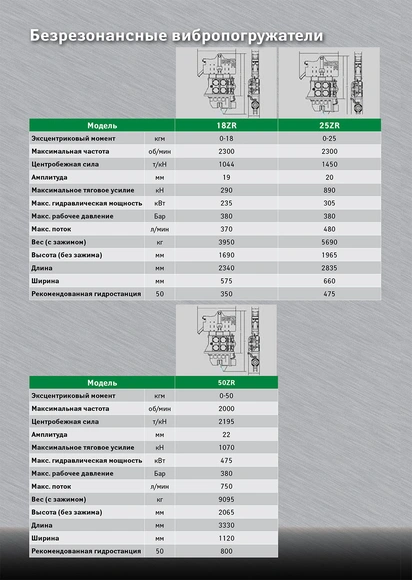 Безрезонансные вибропогружатели
Модель 18ZR 25ZR
Эксцентриковый момент кгм 0-18 0-25
Максимальная частота об/мин 2300 2300
Центробежная сила т/кН 1044 1450
Амплитуда мм 19 20
Максимальное тяговое усилие кН 290 890
Макс. гидравлическая мощность кВт 235 305
Макс. рабочее давление Бар 380 380
Макс. поток л/мин 370 480
Вес (с зажимом) кг 3950 5690
Высота (без зажима) мм 1690 1965
Длина мм 2340 2835
Ширина мм 575 660
Рекомендованная гидростанция 50 350 475
Модель 50ZR
Эксцентриковый момент кгм 0-50
Максимальная частота об/мин 2000
Центробежная сила т/кН 2195
Амплитуда мм 22
Максимальное тяговое усилие кН 1070
Макс. гидравлическая мощность кВт 475
Макс. рабочее давление Бар 380
Макс. поток л/мин 750
Вес (с зажимом) кг 9095
Высота (без зажима) мм 2065
Длина мм 3330
Ширина мм 1120
Рекомендованная гидростанция 50 800